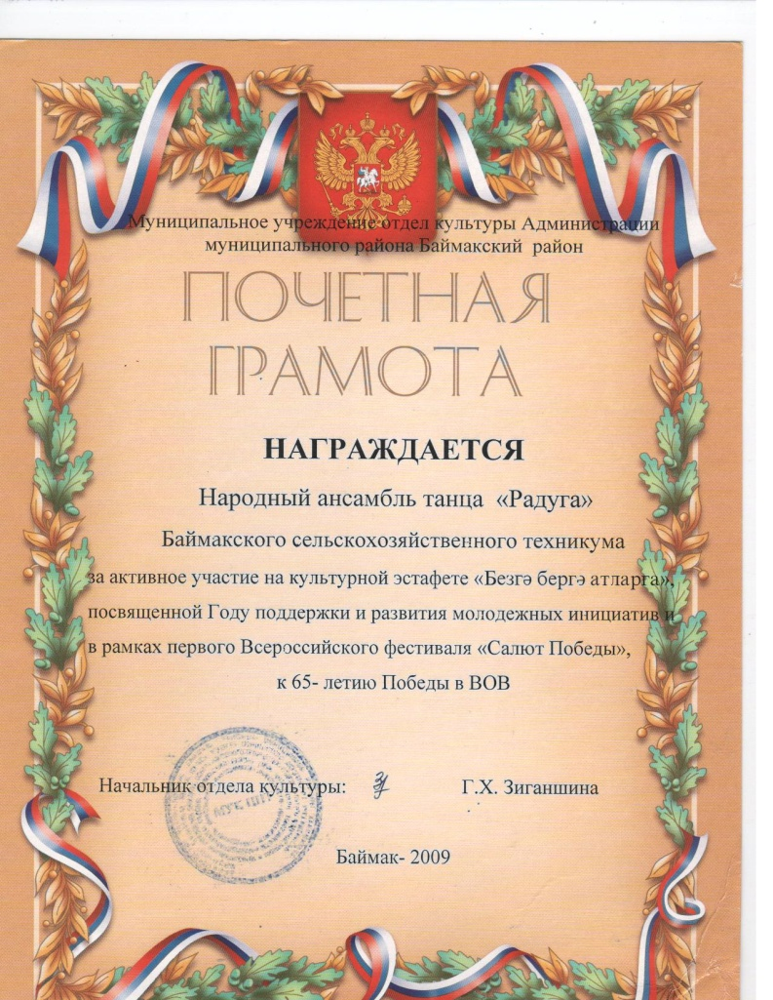 Муниципальное учреждение отдел культуры Администрации
муниципального района Баймакский район
ПОЧЕТНАЯ
ГРАМОТА
НАГРАЖДАЕТСЯ
Народный ансамбль танца «Радуга»
Баймакского сельскохозяйственного техникума
за активное участие на культурной эстафете «Безгә бергә атларга»,
посвященной Году поддержки и развития молодежных инициатив и
в рамках первого Всероссийского фестиваля «Салют Победы»,
к 65- летию Победы в ВОВ
Начальник отдела культуры: Г.Х. Зиганшина
Баймак- 2009